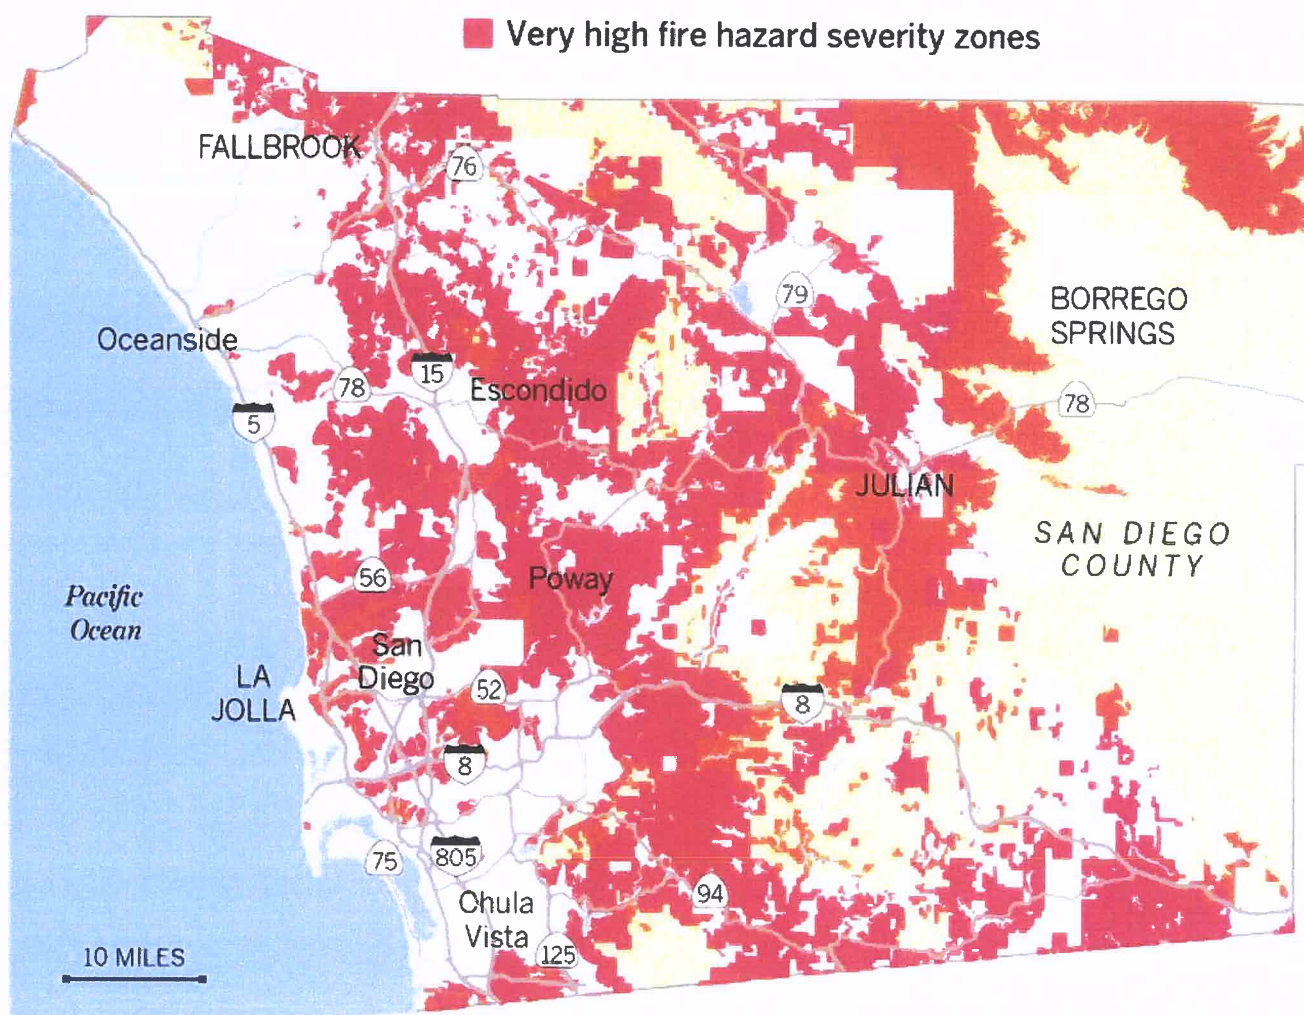 Very high fire hazard severity zones
FALLBROOK
76
79
BORREGO
SPRINGS
Oceanside
15
78
Escondido
78
5
JULIAN
SAN DIEGO
COUNTY
56
Poway
Pacific
Ocean
San
Diego
LA
JOLLA
52
8
8
75
805
94
Chula
Vista
125
10 MILES